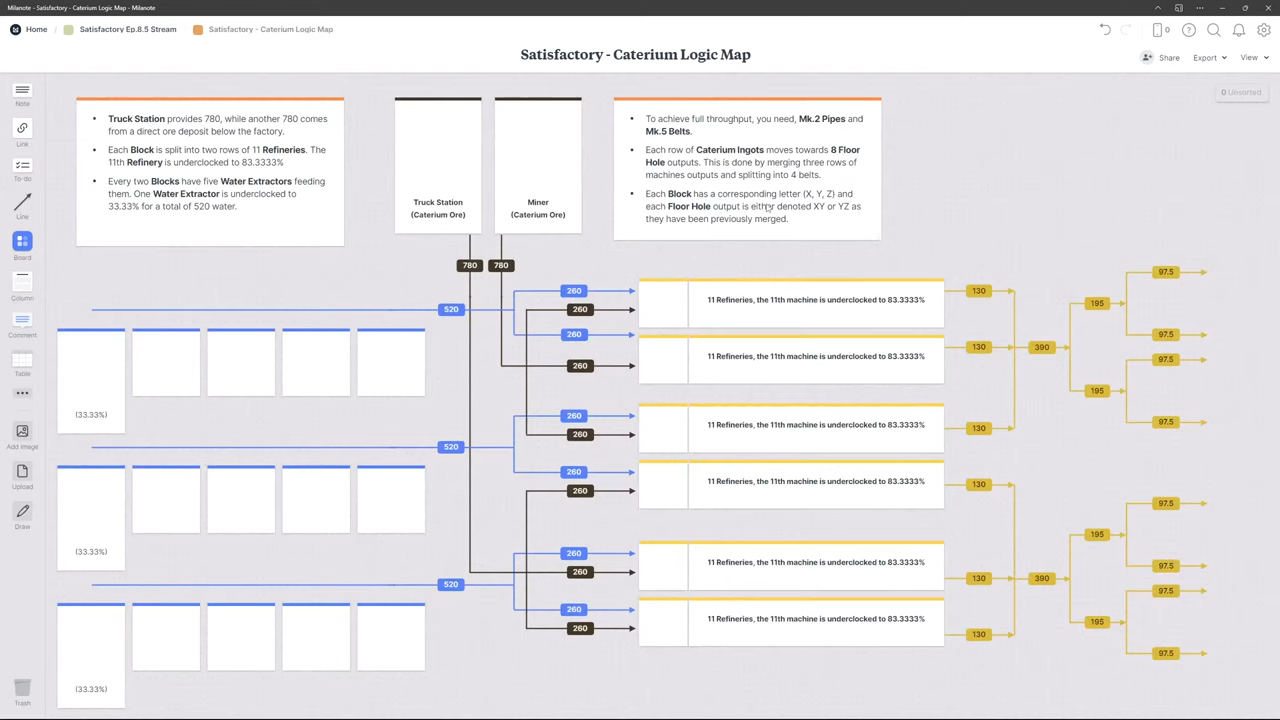 Milanote - Satisfactory - Caterium Logic Map - Milanote
Home / Satisfactory Ep.8.5 Stream / Satisfactory - Caterium Logic Map
0
Satisfactory - Caterium Logic Map
Share Export View
0 Unsorted
Note
Link
To-do
Line
Board
Column
Comment
Table
Add image
Upload
Draw
Trash
• Truck Station provides 780, while another 780 comes
from a direct ore deposit below the factory.
• Each Block is split into two rows of 11 Refineries. The
11th Refinery is underclocked to 83.3333%
• Every two Blocks have five Water Extractors feeding
them. One Water Extractor is underclocked to
33.33% for a total of 520 water.
Truck Station
(Caterium Ore)
Miner
(Caterium Ore)
• To achieve full throughput, you need, Mk.2 Pipes and
Mk.5 Belts.
• Each row of Caterium Ingots moves towards 8 Floor
Hole outputs. This is done by merging three rows of
machines outputs and splitting into 4 belts.
• Each Block has a corresponding letter (X, Y, Z) and
each Floor Hole output is either denoted XY or YZ as
they have been previously merged.
780
780
520
260
260
260
260
(33.33%)
520
260
260
260
260
(33.33%)
520
260
260
260
260
(33.33%)
11 Refineries, the 11th machine is underclocked to 83.3333%
11 Refineries, the 11th machine is underclocked to 83.3333%
11 Refineries, the 11th machine is underclocked to 83.3333%
11 Refineries, the 11th machine is underclocked to 83.3333%
11 Refineries, the 11th machine is underclocked to 83.3333%
11 Refineries, the 11th machine is underclocked to 83.3333%
130
130
130
390
195
195
97.5
97.5
97.5
97.5
130
130
130
390
195
195
97.5
97.5
97.5
97.5